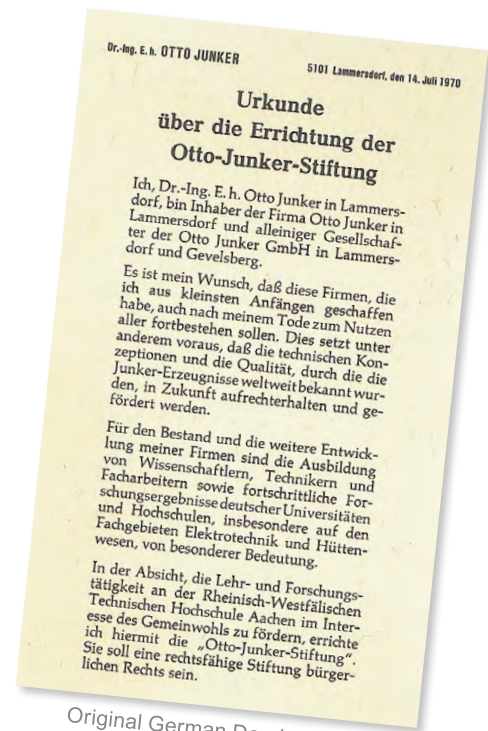 Dr.-Ing. E. h. OTTO JUNKER
5101 Lammersdorf, den 14. Juli 1970
Urkunde
über die Errichtung der
Otto-Junker-Stiftung
Ich, Dr.-Ing. E. h. Otto Junker in Lammers-
dorf, bin Inhaber der Firma Otto Junker in
Lammersdorf und alleiniger Gesellschaf-
ter der Otto Junker GmbH in Lammers-
dorf und Gevelsberg.
Es ist mein Wunsch, daß diese Firmen, die
ich aus kleinsten Anfängen geschaffen
habe, auch nach meinem Tode zum Nutzen
aller fortbestehen sollen. Dies setzt unter
anderem voraus, daß die technischen Kon-
zeptionen und die Qualität, durch die die
Junker-Erzeugnisse weltweit bekannt wur-
den, in Zukunft aufrechterhalten und ge-
fördert werden.
Für den Bestand und die weitere Entwick-
lung meiner Firmen sind die Ausbildung
von Wissenschaftlern, Technikern und
Facharbeitern sowie fortschrittliche For-
schungsergebnisse deutscher Universitäten
und Hochschulen, insbesondere auf den
Fachgebieten Elektrotechnik und Hütten-
wesen, von besonderer Bedeutung.
In der Absicht, die Lehr- und Forschungs-
tätigkeit an der Rheinisch-Westfälischen
Technischen Hochschule Aachen im Inter-
esse des Gemeinwohls zu fördern, errichte
ich hiermit die „Otto-Junker-Stiftung“.
Sie soll eine rechtsfähige Stiftung bürger-
lichen Rechts sein.
Original German